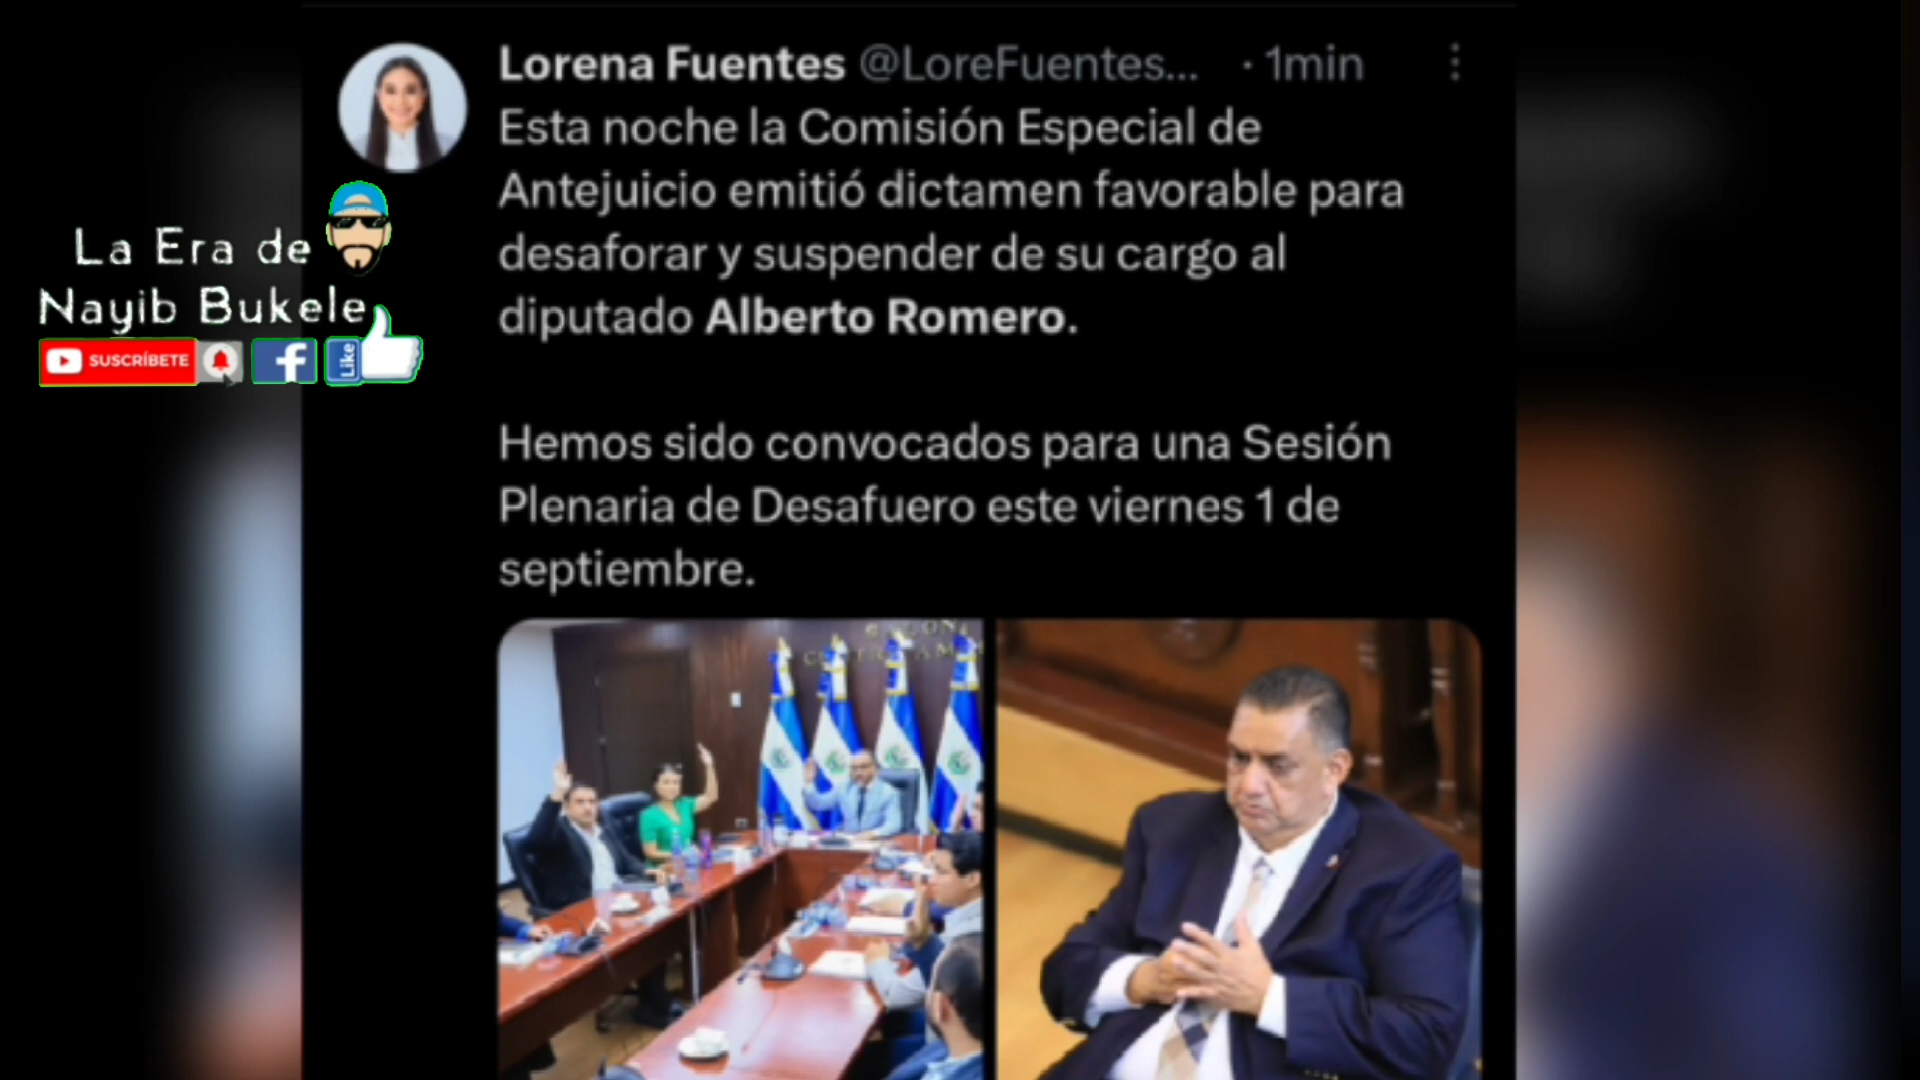 Lorena Fuentes @LoreFuentes... · 1min
Esta noche la Comisión Especial de
Antejuicio emitió dictamen favorable para
desaforar y suspender de su cargo al
diputado Alberto Romero.
Hemos sido convocados para una Sesión
Plenaria de Desafuero este viernes 1 de
septiembre.
La Era de
Nayib Bukele
SUSCRÍBETE
f
Like